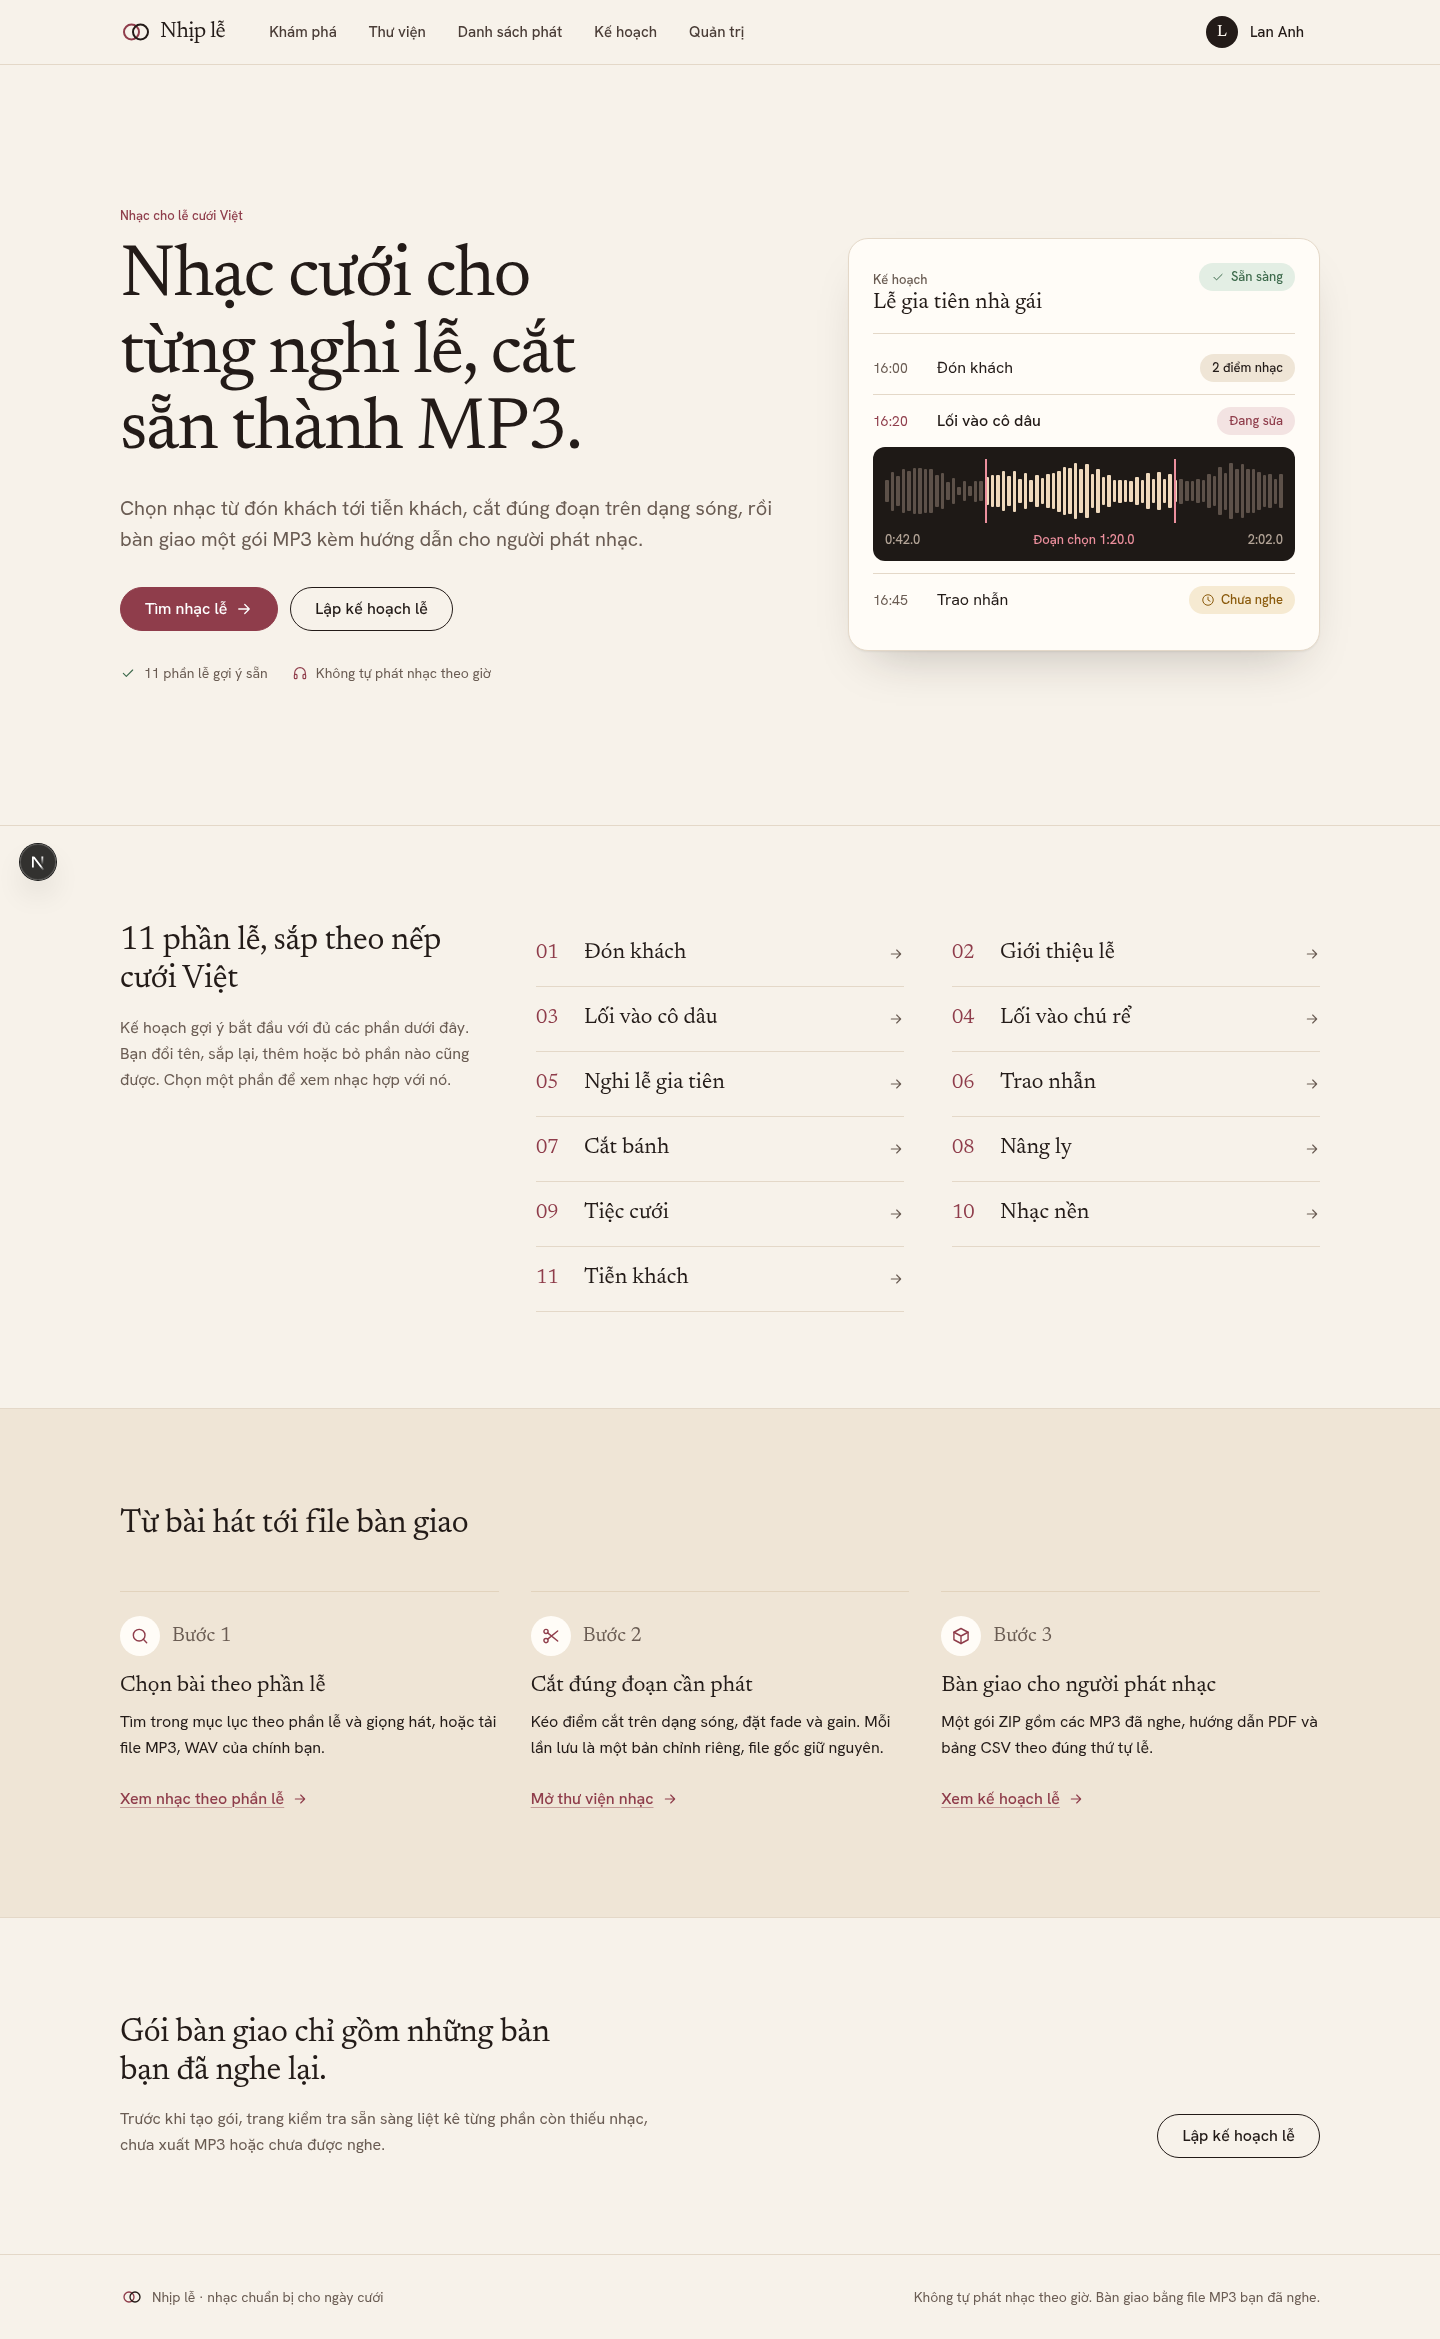 Nhịp lễ
Khám phá
Thư viện
Danh sách phát
Kế hoạch
Quản trị
L
Lan Anh
Nhạc cho lễ cưới Việt
Nhạc cưới cho
từng nghi lễ, cắt
sẵn thành MP3.
Chọn nhạc từ đón khách tới tiễn khách, cắt đúng đoạn trên dạng sóng, rồi
bàn giao một gói MP3 kèm hướng dẫn cho người phát nhạc.
Tìm nhạc lễ
Lập kế hoạch lễ
11 phần lễ gợi ý sẵn
Không tự phát nhạc theo giờ
Kế hoạch
Lễ gia tiên nhà gái
Sẵn sàng
16:00 Đón khách 2 điểm nhạc
16:20 Lối vào cô dâu Đang sửa
0:42.0 Đoạn chọn 1:20.0 2:02.0
16:45 Trao nhẫn Chưa nghe
N
11 phần lễ, sắp theo nếp
cưới Việt
Kế hoạch gợi ý bắt đầu với đủ các phần dưới đây.
Bạn đổi tên, sắp lại, thêm hoặc bỏ phần nào cũng
được. Chọn một phần để xem nhạc hợp với nó.
01 Đón khách
02 Giới thiệu lễ
03 Lối vào cô dâu
04 Lối vào chú rể
05 Nghi lễ gia tiên
06 Trao nhẫn
07 Cắt bánh
08 Nâng ly
09 Tiệc cưới
10 Nhạc nền
11 Tiễn khách
Từ bài hát tới file bàn giao
Bước 1
Chọn bài theo phần lễ
Tìm trong mục lục theo phần lễ và giọng hát, hoặc tải
file MP3, WAV của chính bạn.
Xem nhạc theo phần lễ
Bước 2
Cắt đúng đoạn cần phát
Kéo điểm cắt trên dạng sóng, đặt fade và gain. Mỗi
lần lưu là một bản chỉnh riêng, file gốc giữ nguyên.
Mở thư viện nhạc
Bước 3
Bàn giao cho người phát nhạc
Một gói ZIP gồm các MP3 đã nghe, hướng dẫn PDF và
bảng CSV theo đúng thứ tự lễ.
Xem kế hoạch lễ
Gói bàn giao chỉ gồm những bản
bạn đã nghe lại.
Trước khi tạo gói, trang kiểm tra sẵn sàng liệt kê từng phần còn thiếu nhạc,
chưa xuất MP3 hoặc chưa được nghe.
Lập kế hoạch lễ
Nhịp lễ · nhạc chuẩn bị cho ngày cưới
Không tự phát nhạc theo giờ. Bàn giao bằng file MP3 bạn đã nghe.